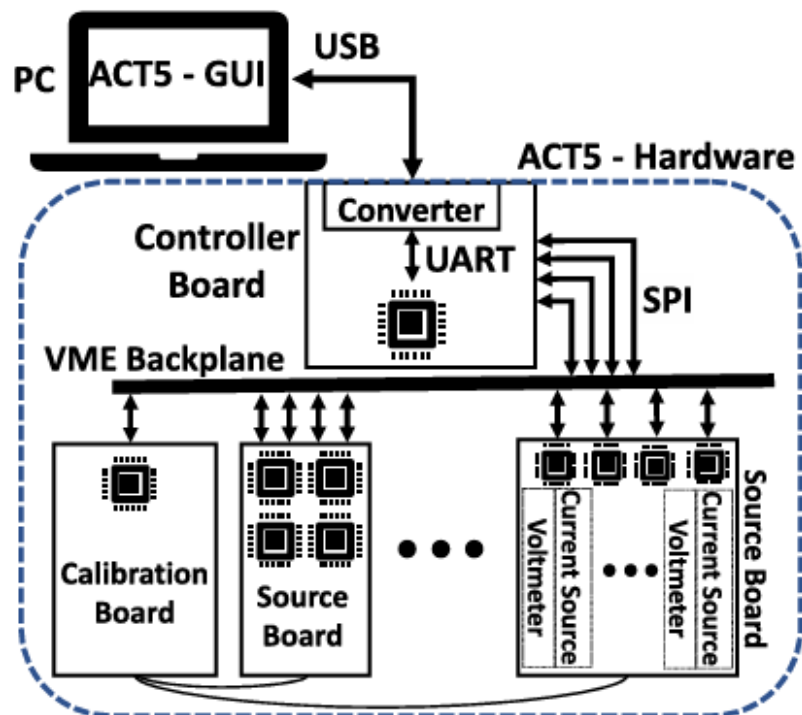 USB
PC
ACT5 - GUI
ACT5 - Hardware
Converter
Controller
Board
UART
SPI
VME Backplane
Calibration
Board
Source
Board
Voltmeter
Current Source
Voltmeter
Current Source
Source Board